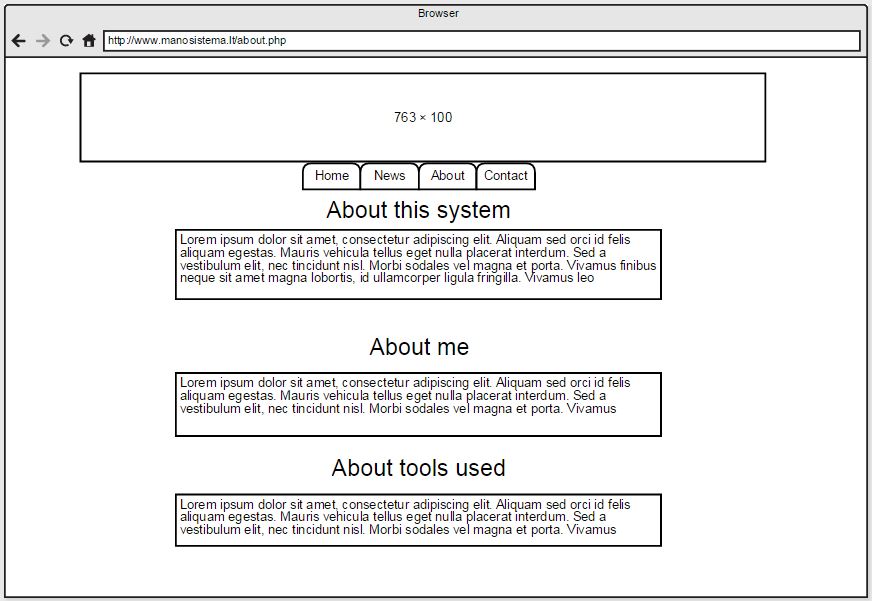 Browser
http://www.manosistema.lt/about.php
763 × 100
Home News About Contact
About this system
Lorem ipsum dolor sit amet, consectetur adipiscing elit. Aliquam sed orci id felis
aliquam egestas. Mauris vehicula tellus eget nulla placerat interdum. Sed a
vestibulum elit, nec tincidunt nisl. Morbi sodales vel magna et porta. Vivamus finibus
neque sit amet magna lobortis, id ullamcorper ligula fringilla. Vivamus leo
About me
Lorem ipsum dolor sit amet, consectetur adipiscing elit. Aliquam sed orci id felis
aliquam egestas. Mauris vehicula tellus eget nulla placerat interdum. Sed a
vestibulum elit, nec tincidunt nisl. Morbi sodales vel magna et porta. Vivamus
About tools used
Lorem ipsum dolor sit amet, consectetur adipiscing elit. Aliquam sed orci id felis
aliquam egestas. Mauris vehicula tellus eget nulla placerat interdum. Sed a
vestibulum elit, nec tincidunt nisl. Morbi sodales vel magna et porta. Vivamus